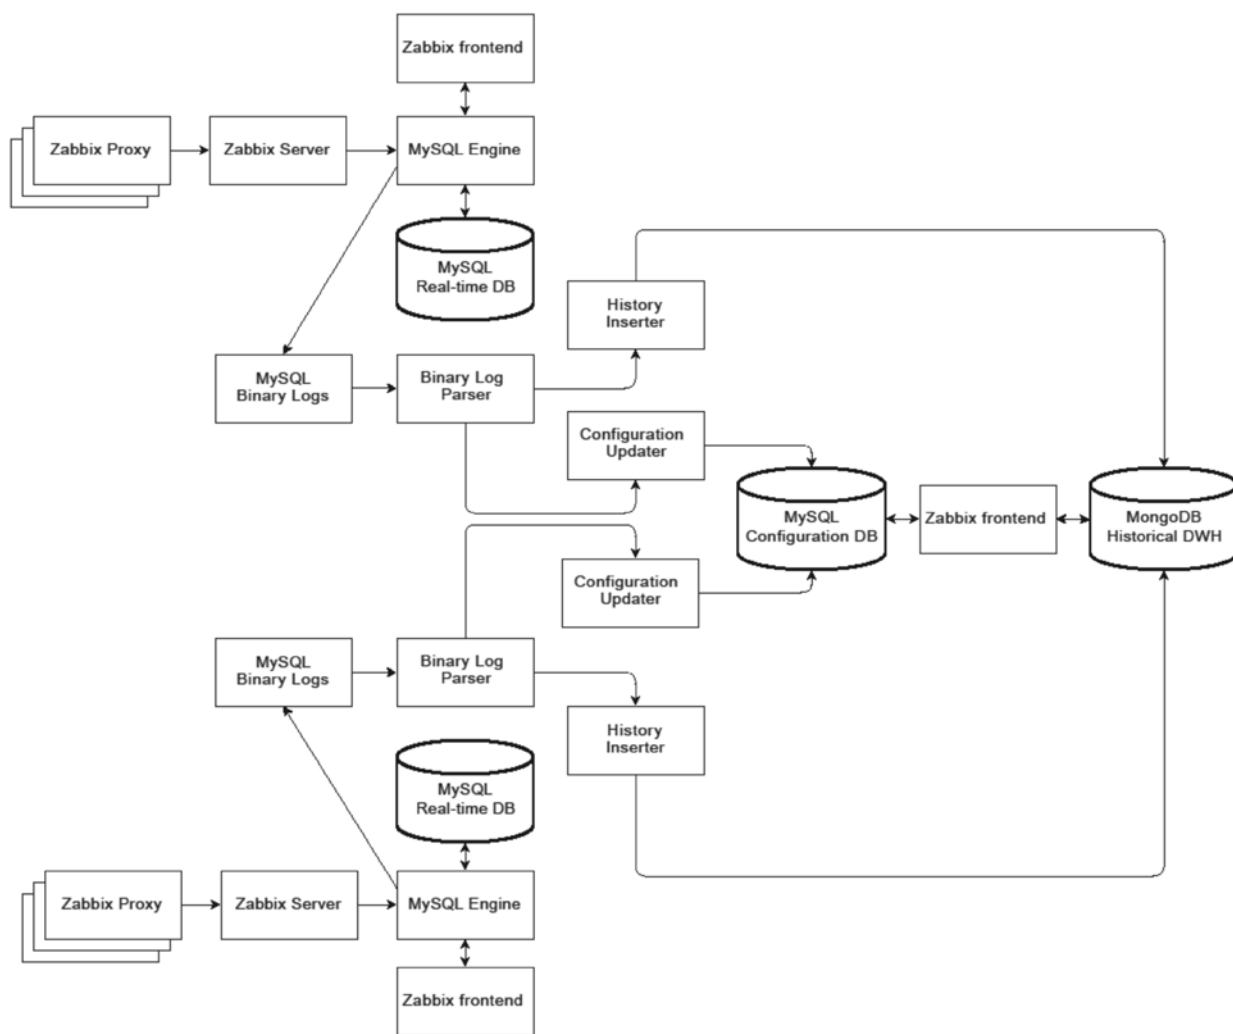 Zabbix frontend
Zabbix Proxy
Zabbix Server
MySQL Engine
MySQL
Real-time DB
History
Inserter
MySQL
Binary Logs
Binary Log
Parser
Configuration
Updater
MySQL
Configuration DB
Zabbix frontend
MongoDB
Historical DWH
Configuration
Updater
MySQL
Binary Logs
Binary Log
Parser
History
Inserter
MySQL
Real-time DB
Zabbix Proxy
Zabbix Server
MySQL Engine
Zabbix frontend